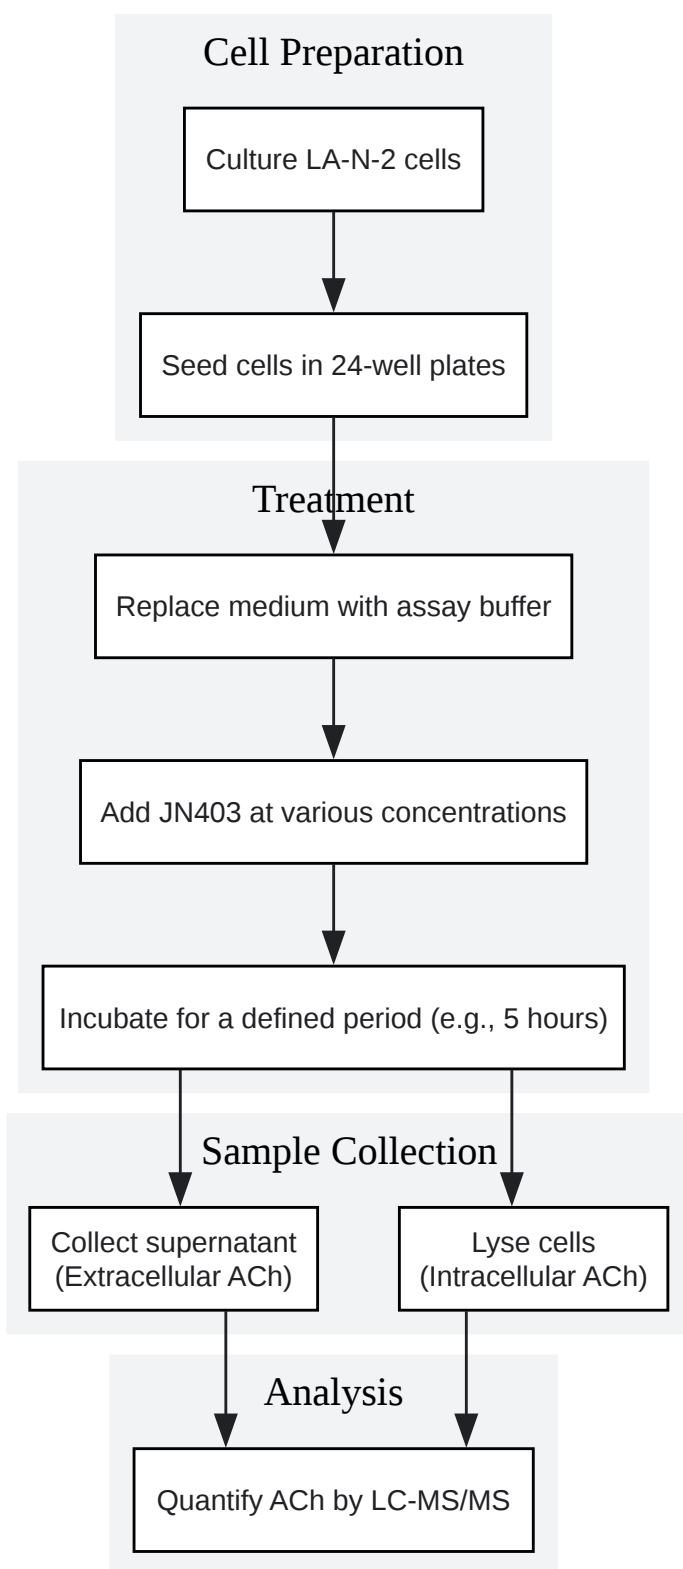 Cell Preparation
Culture LA-N-2 cells
Seed cells in 24-well plates
Treatment
Replace medium with assay buffer
Add JN403 at various concentrations
Incubate for a defined period (e.g., 5 hours)
Sample Collection
Collect supernatant
(Extracellular ACh)
Lyse cells
(Intracellular ACh)
Analysis
Quantify ACh by LC-MS/MS